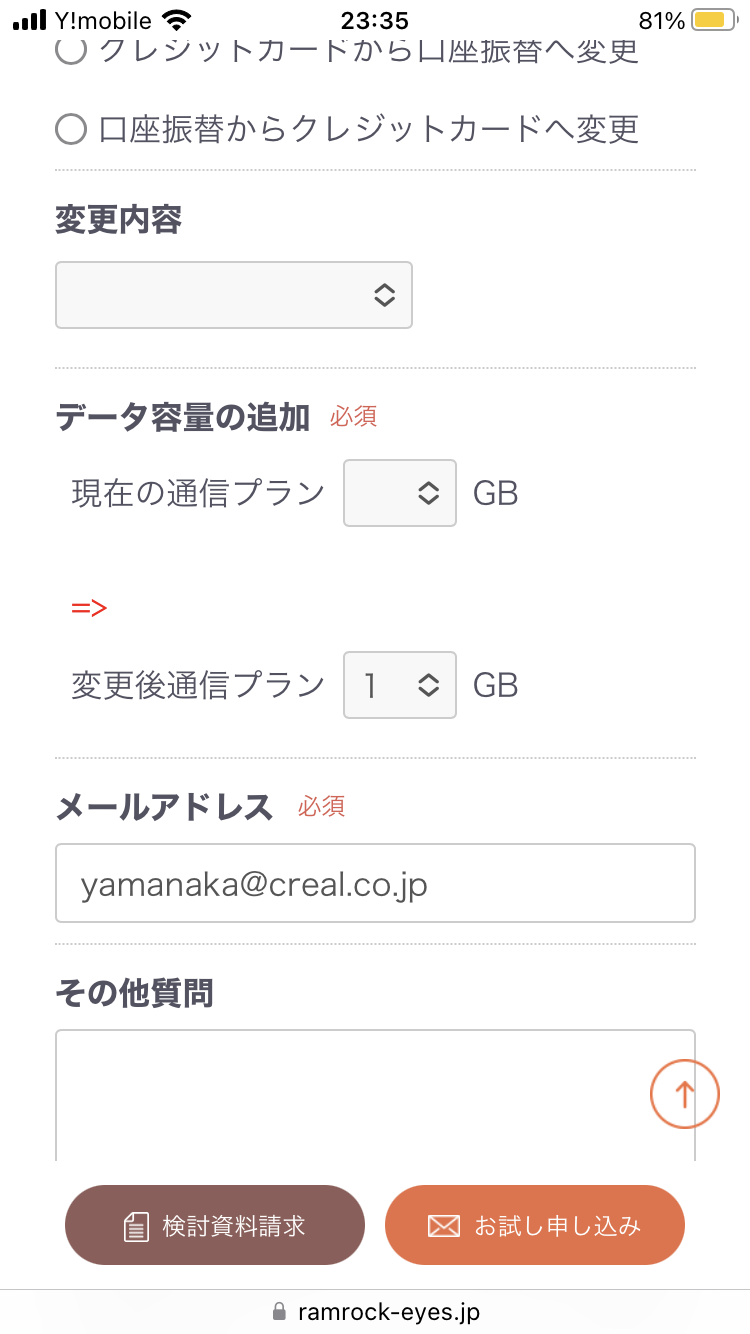 Y!mobile 23:35 81%
クレジットカードから口座振替へ変更
口座振替からクレジットカードへ変更
変更内容
データ容量の追加 必須
現在の通信プラン GB
=>
変更後通信プラン 1 GB
メールアドレス 必須
yamanaka@creal.co.jp
その他質問
検討資料請求 お試し申し込み
ramrock-eyes.jp